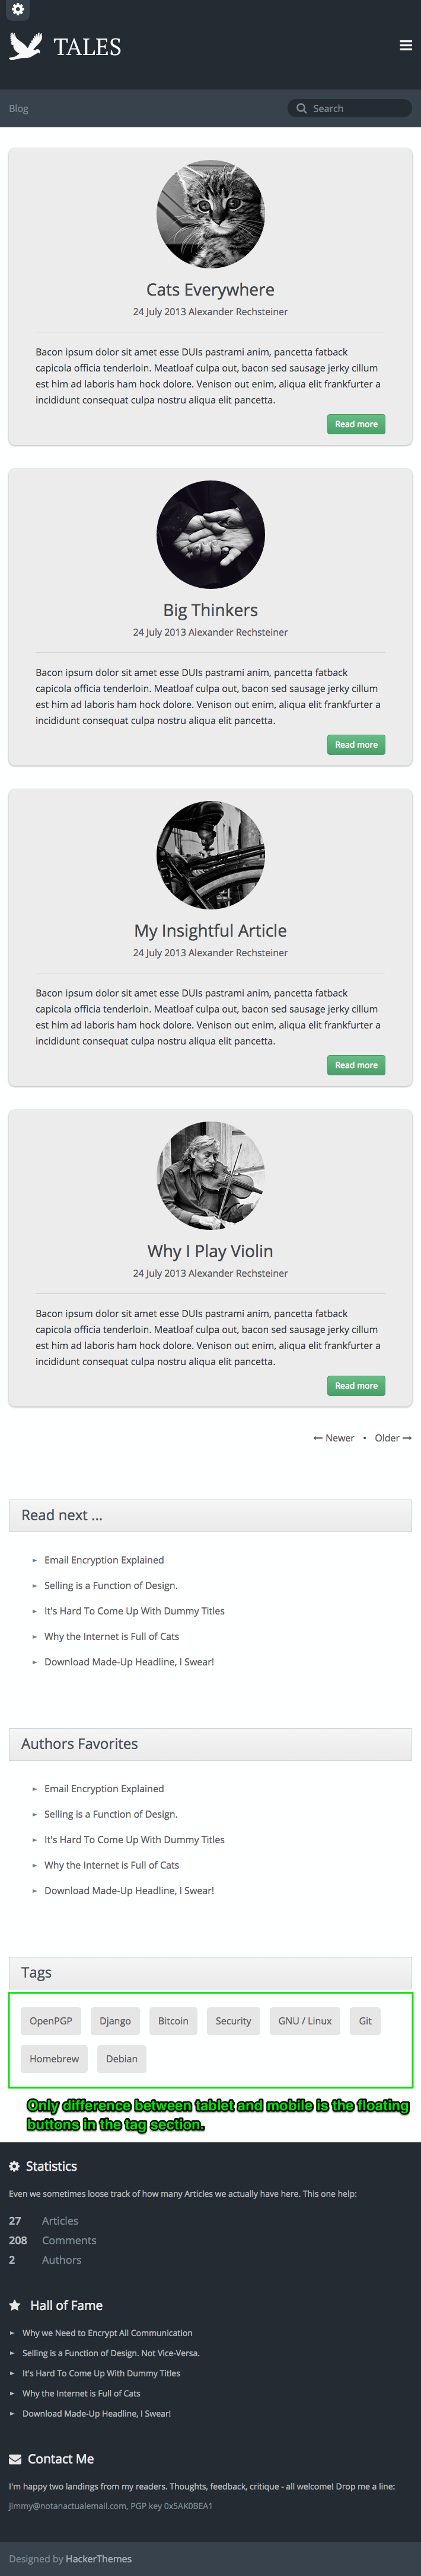 TALES
Blog
Search
Cats Everywhere
24 July 2013 Alexander Rechsteiner
Bacon ipsum dolor sit amet esse DUIs pastrami anim, pancetta fatback
capicola officia tenderloin. Meatloaf culpa out, bacon sed sausage jerky cillum
est him ad laboris ham hock dolore. Venison out enim, aliqua elit frankfurter a
incididunt consequat culpa nostru aliqua elit pancetta.
Read more
Big Thinkers
24 July 2013 Alexander Rechsteiner
Bacon ipsum dolor sit amet esse DUIs pastrami anim, pancetta fatback
capicola officia tenderloin. Meatloaf culpa out, bacon sed sausage jerky cillum
est him ad laboris ham hock dolore. Venison out enim, aliqua elit frankfurter a
incididunt consequat culpa nostru aliqua elit pancetta.
Read more
My Insightful Article
24 July 2013 Alexander Rechsteiner
Bacon ipsum dolor sit amet esse DUIs pastrami anim, pancetta fatback
capicola officia tenderloin. Meatloaf culpa out, bacon sed sausage jerky cillum
est him ad laboris ham hock dolore. Venison out enim, aliqua elit frankfurter a
incididunt consequat culpa nostru aliqua elit pancetta.
Read more
Why I Play Violin
24 July 2013 Alexander Rechsteiner
Bacon ipsum dolor sit amet esse DUIs pastrami anim, pancetta fatback
capicola officia tenderloin. Meatloaf culpa out, bacon sed sausage jerky cillum
est him ad laboris ham hock dolore. Venison out enim, aliqua elit frankfurter a
incididunt consequat culpa nostru aliqua elit pancetta.
Read more
← Newer • Older →
Read next ...
► Email Encryption Explained
► Selling is a Function of Design.
► It's Hard To Come Up With Dummy Titles
► Why the Internet is Full of Cats
► Download Made-Up Headline, I Swear!
Authors Favorites
► Email Encryption Explained
► Selling is a Function of Design.
► It's Hard To Come Up With Dummy Titles
► Why the Internet is Full of Cats
► Download Made-Up Headline, I Swear!
Tags
OpenPGP Django Bitcoin Security GNU / Linux Git
Homebrew Debian
Only difference between tablet and mobile is the floating
buttons in the tag section.
Statistics
Even we sometimes loose track of how many Articles we actually have here. This one help:
27 Articles
208 Comments
2 Authors
Hall of Fame
► Why we Need to Encrypt All Communication
► Selling is a Function of Design. Not Vice-Versa.
► It's Hard To Come Up With Dummy Titles
► Why the Internet is Full of Cats
► Download Made-Up Headline, I Swear!
Contact Me
I'm happy two landings from my readers. Thoughts, feedback, critique - all welcome! Drop me a line:
jimmy@notanactualemail.com, PGP key 0x5AK0BEA1
Designed by HackerThemes